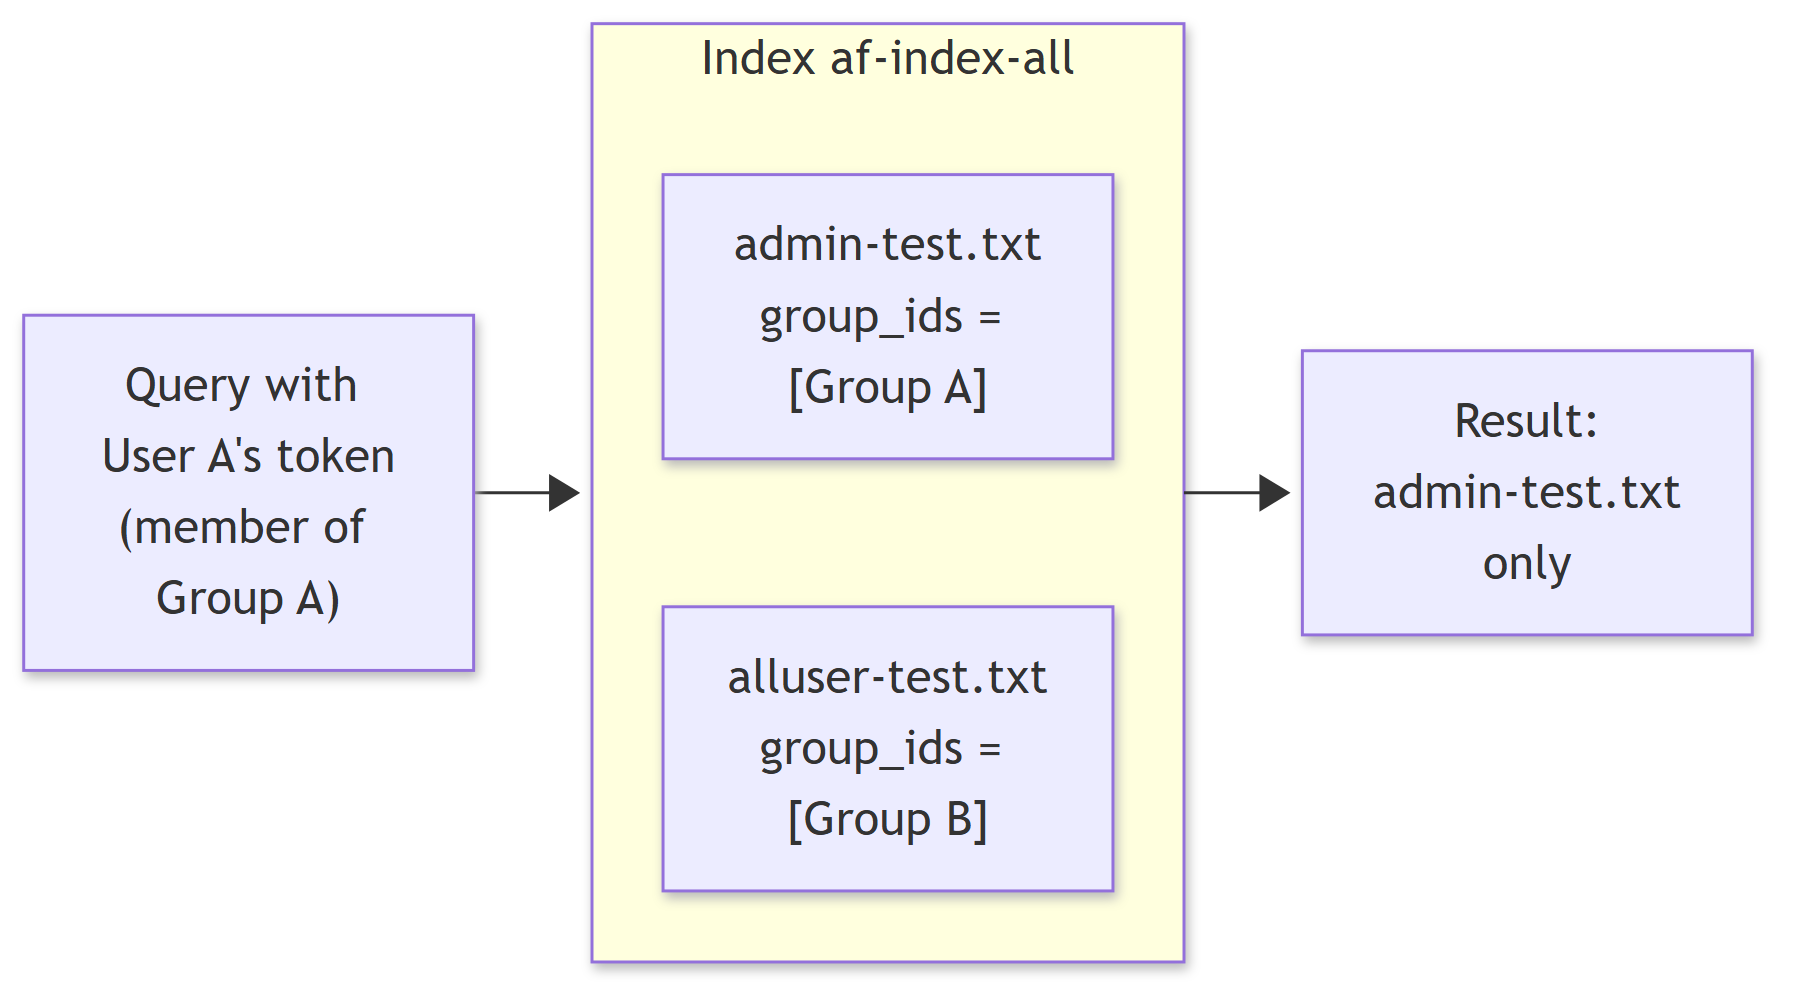 Index af-index-all
Query with
User A's token
(member of
Group A)
admin-test.txt
group_ids =
[Group A]
alluser-test.txt
group_ids =
[Group B]
Result:
admin-test.txt
only